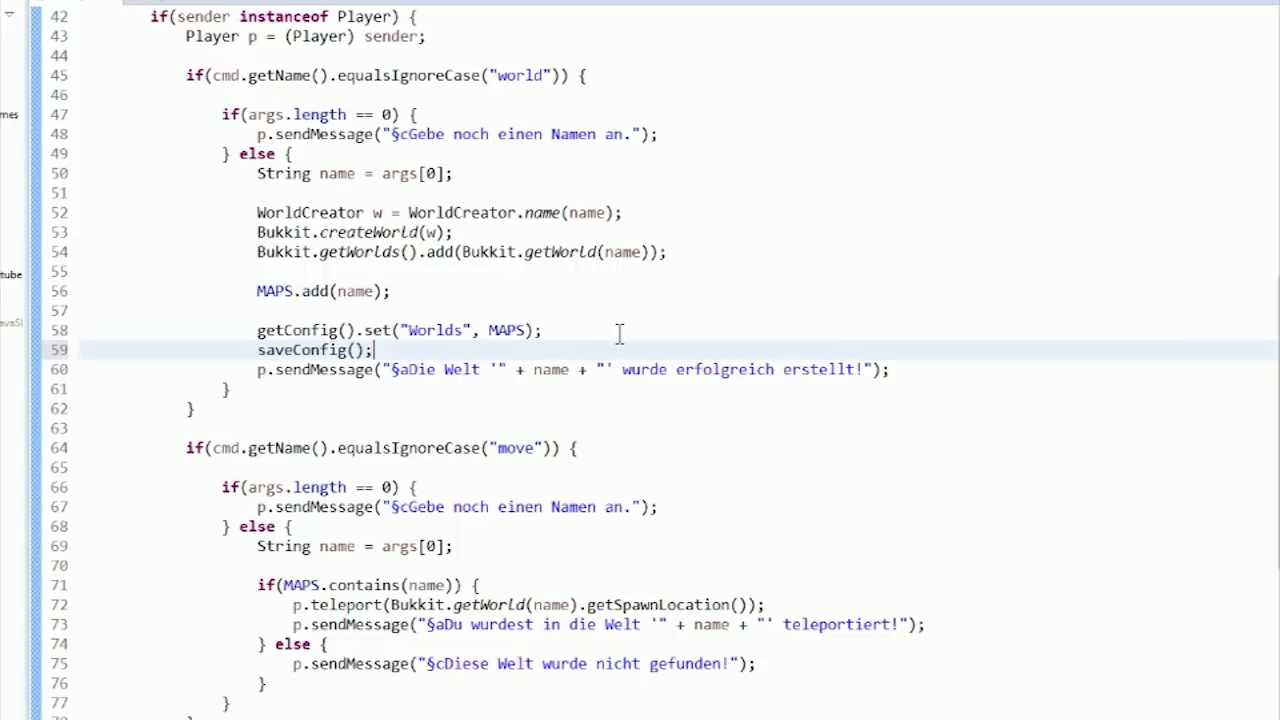 42 if(sender instanceof Player) {
43 Player p = (Player) sender;
44
45 if(cmd.getName().equalsIgnoreCase("world")) {
46
mes
47 if(args.length == 0) {
48 p.sendMessage("§cGebe noch einen Namen an.");
49 } else {
50 String name = args[0];
51
52 WorldCreator w = WorldCreator.name(name);
53 Bukkit.createWorld(w);
54 Bukkit.getWorlds().add(Bukkit.getWorld(name));
55
tube
56 MAPS.add(name);
57
avaSl
58 getConfig().set("Worlds", MAPS);
59 saveConfig();
60 p.sendMessage("§aDie Welt '" + name + "' wurde erfolgreich erstellt!");
61 }
62 }
63
64 if(cmd.getName().equalsIgnoreCase("move")) {
65
66 if(args.length == 0) {
67 p.sendMessage("§cGebe noch einen Namen an.");
68 } else {
69 String name = args[0];
70
71 if(MAPS.contains(name)) {
72 p.teleport(Bukkit.getWorld(name).getSpawnLocation());
73 p.sendMessage("§aDu wurdest in die Welt '" + name + "' teleportiert!");
74 } else {
75 p.sendMessage("§cDiese Welt wurde nicht gefunden!");
76 }
77 }